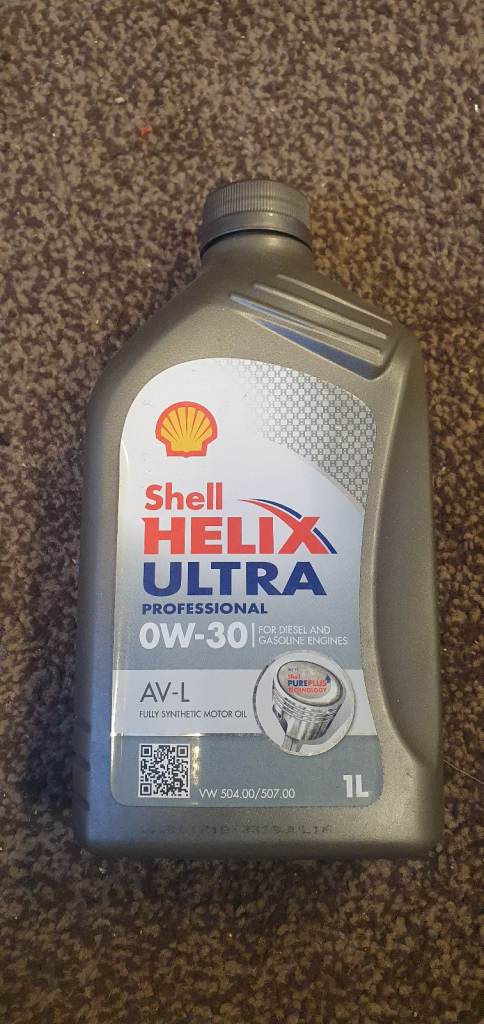 Shell
HELIX
ULTRA
PROFESSIONAL
0W-30
FOR DIESEL AND
GASOLINE ENGINES
Shell
PUREPLUS
TECHNOLOGY
AV-L
FULLY SYNTHETIC MOTOR OIL
VW 504.00/507.00
1L